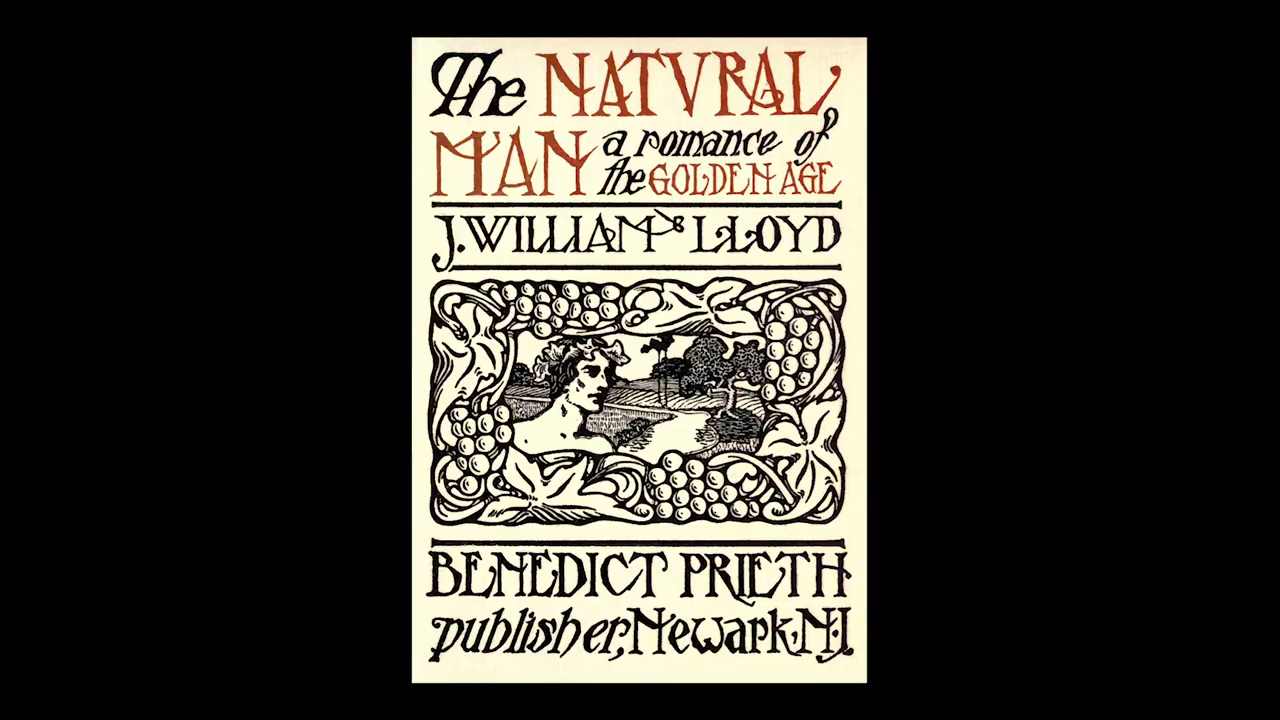 The NATVRAL
MAN a romance of
the GOLDEN AGE
J. WILLIAM LLOYD
BENEDICT PRIETH
publisher, Newark. N.J.